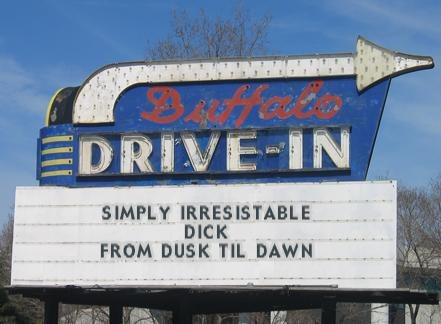 Buffalo
DRIVE-IN
SIMPLY IRRESISTABLE
DICK
FROM DUSK TIL DAWN